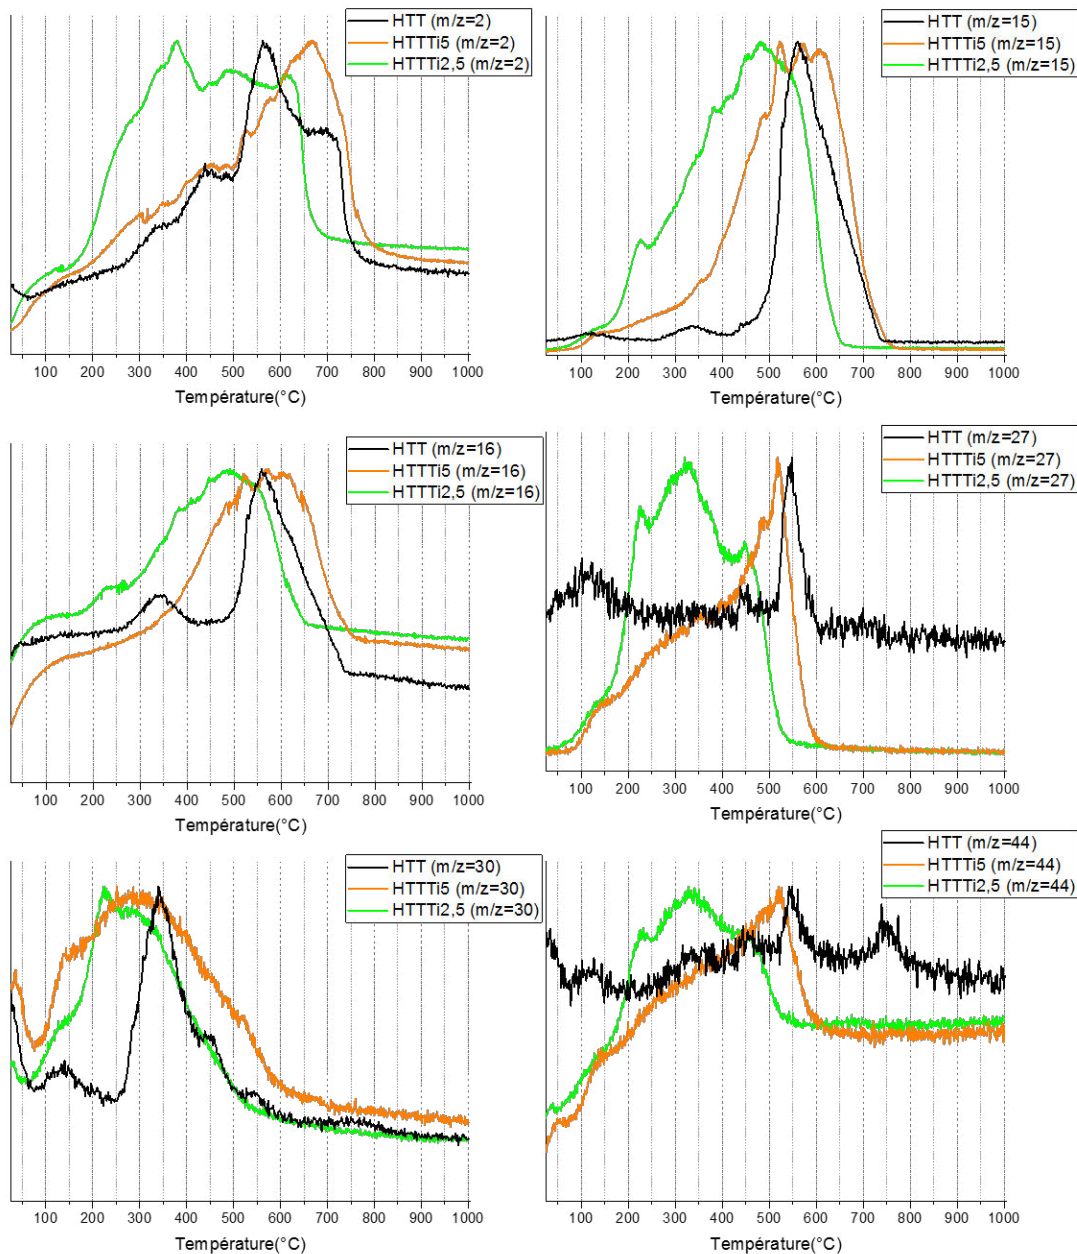 HTT (m/z=2)
HTTTi5 (m/z=2)
HTTTi2,5 (m/z=2)
100 200 300 400 500 600 700 800 900 1000
Température(°C)
HTT (m/z=15)
HTTTi5 (m/z=15)
HTTTi2,5 (m/z=15)
100 200 300 400 500 600 700 800 900 1000
Température(°C)
HTT (m/z=16)
HTTTi5 (m/z=16)
HTTTi2,5 (m/z=16)
100 200 300 400 500 600 700 800 900 1000
Température(°C)
HTT (m/z=27)
HTTTi5 (m/z=27)
HTTTi2,5 (m/z=27)
100 200 300 400 500 600 700 800 900 1000
Température(°C)
HTT (m/z=30)
HTTTi5 (m/z=30)
HTTTi2,5 (m/z=30)
100 200 300 400 500 600 700 800 900 1000
Température(°C)
HTT (m/z=44)
HTTTi5 (m/z=44)
HTTTi2,5 (m/z=44)
100 200 300 400 500 600 700 800 900 1000
Température(°C)